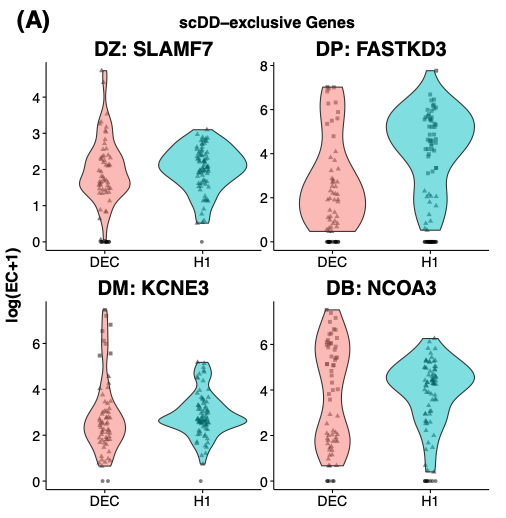 (A)
scDD–exclusive Genes
DZ: SLAMF7
DP: FASTKD3
4
3
2
1
0
DEC
H1
8
6
4
2
0
DEC
H1
log(EC+1)
DM: KCNE3
DB: NCOA3
6
4
2
0
DEC
H1
6
4
2
0
DEC
H1